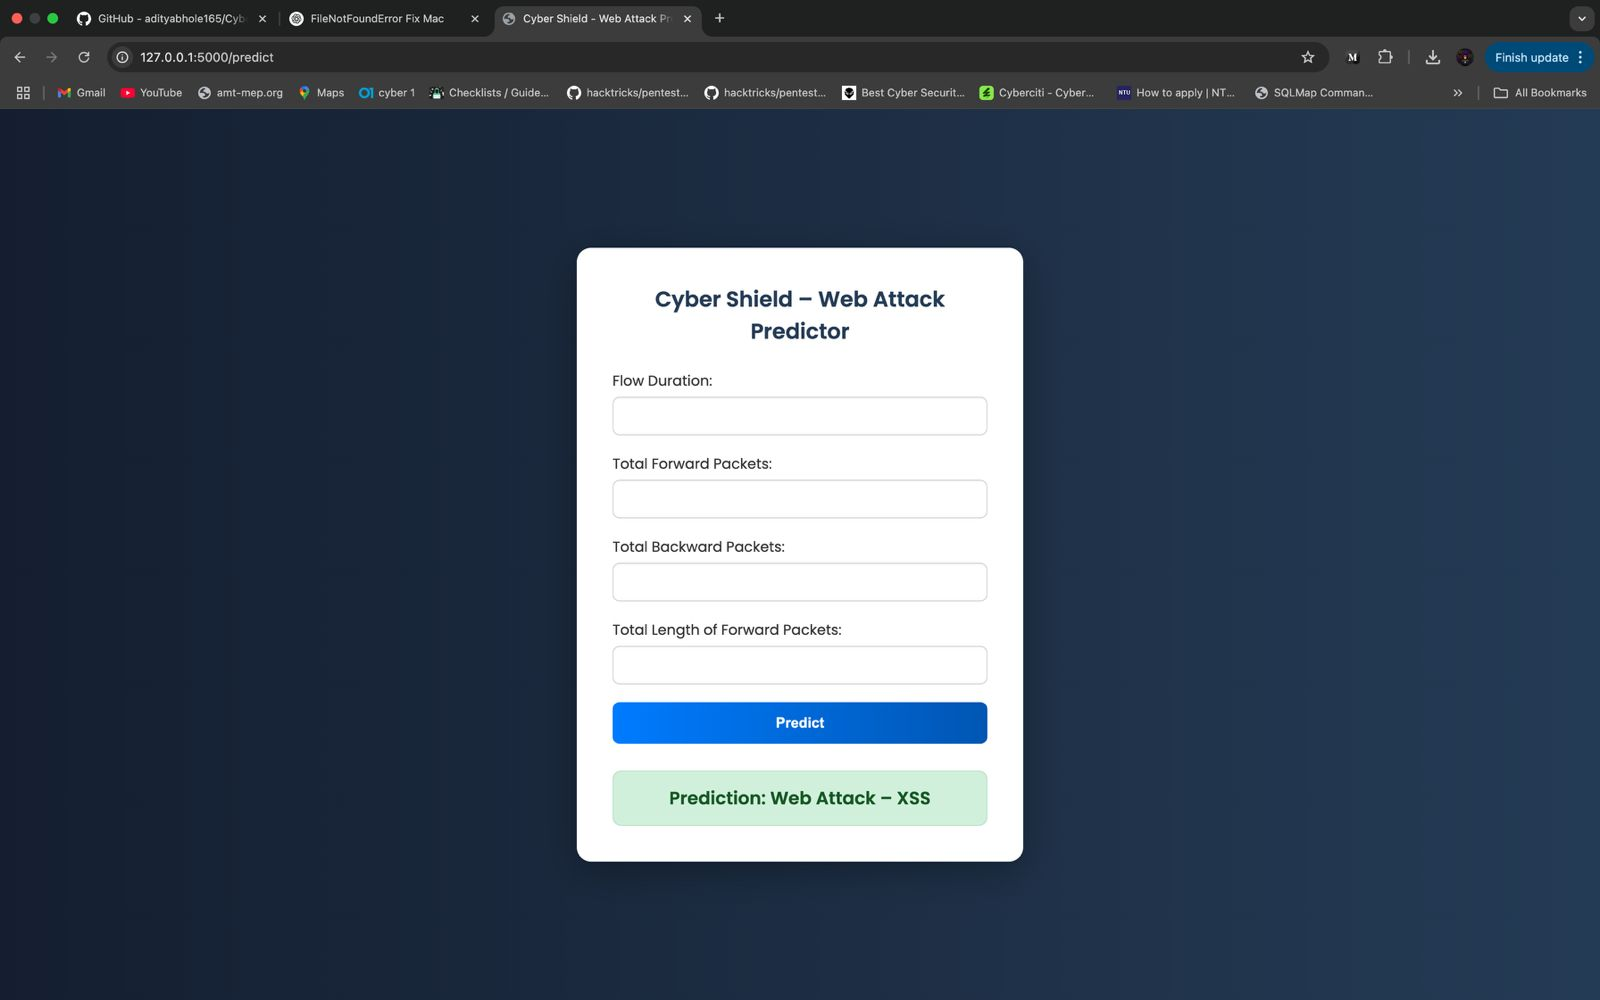 GitHub - adityabhole165/Cyb
FileNotFoundError Fix Mac
Cyber Shield - Web Attack Pr
127.0.0.1:5000/predict
M
Finish update
Gmail
YouTube
amt-mep.org
Maps
cyber 1
Checklists / Guide...
hacktricks/pentest...
hacktricks/pentest...
Best Cyber Securit...
Cyberciti - Cyber...
NTU
How to apply | NT...
SQLMap Comman...
All Bookmarks
Cyber Shield – Web Attack
Predictor
Flow Duration:
Total Forward Packets:
Total Backward Packets:
Total Length of Forward Packets:
Predict
Prediction: Web Attack – XSS